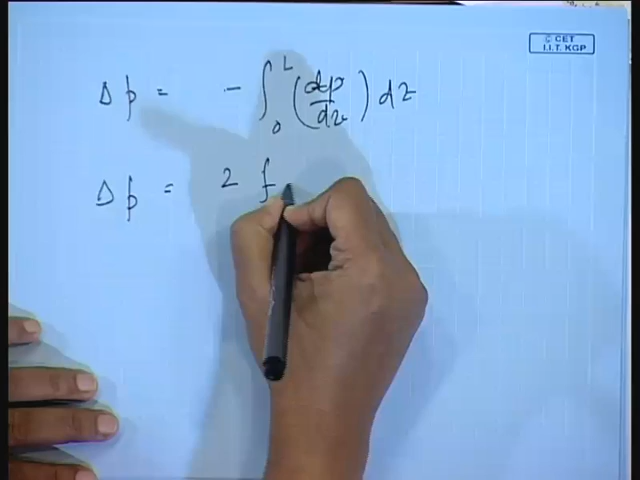 © CET
I.I.T. KGP
Δp = - ∫₀ᴸ (dp/dz) dz
Δp = 2 f